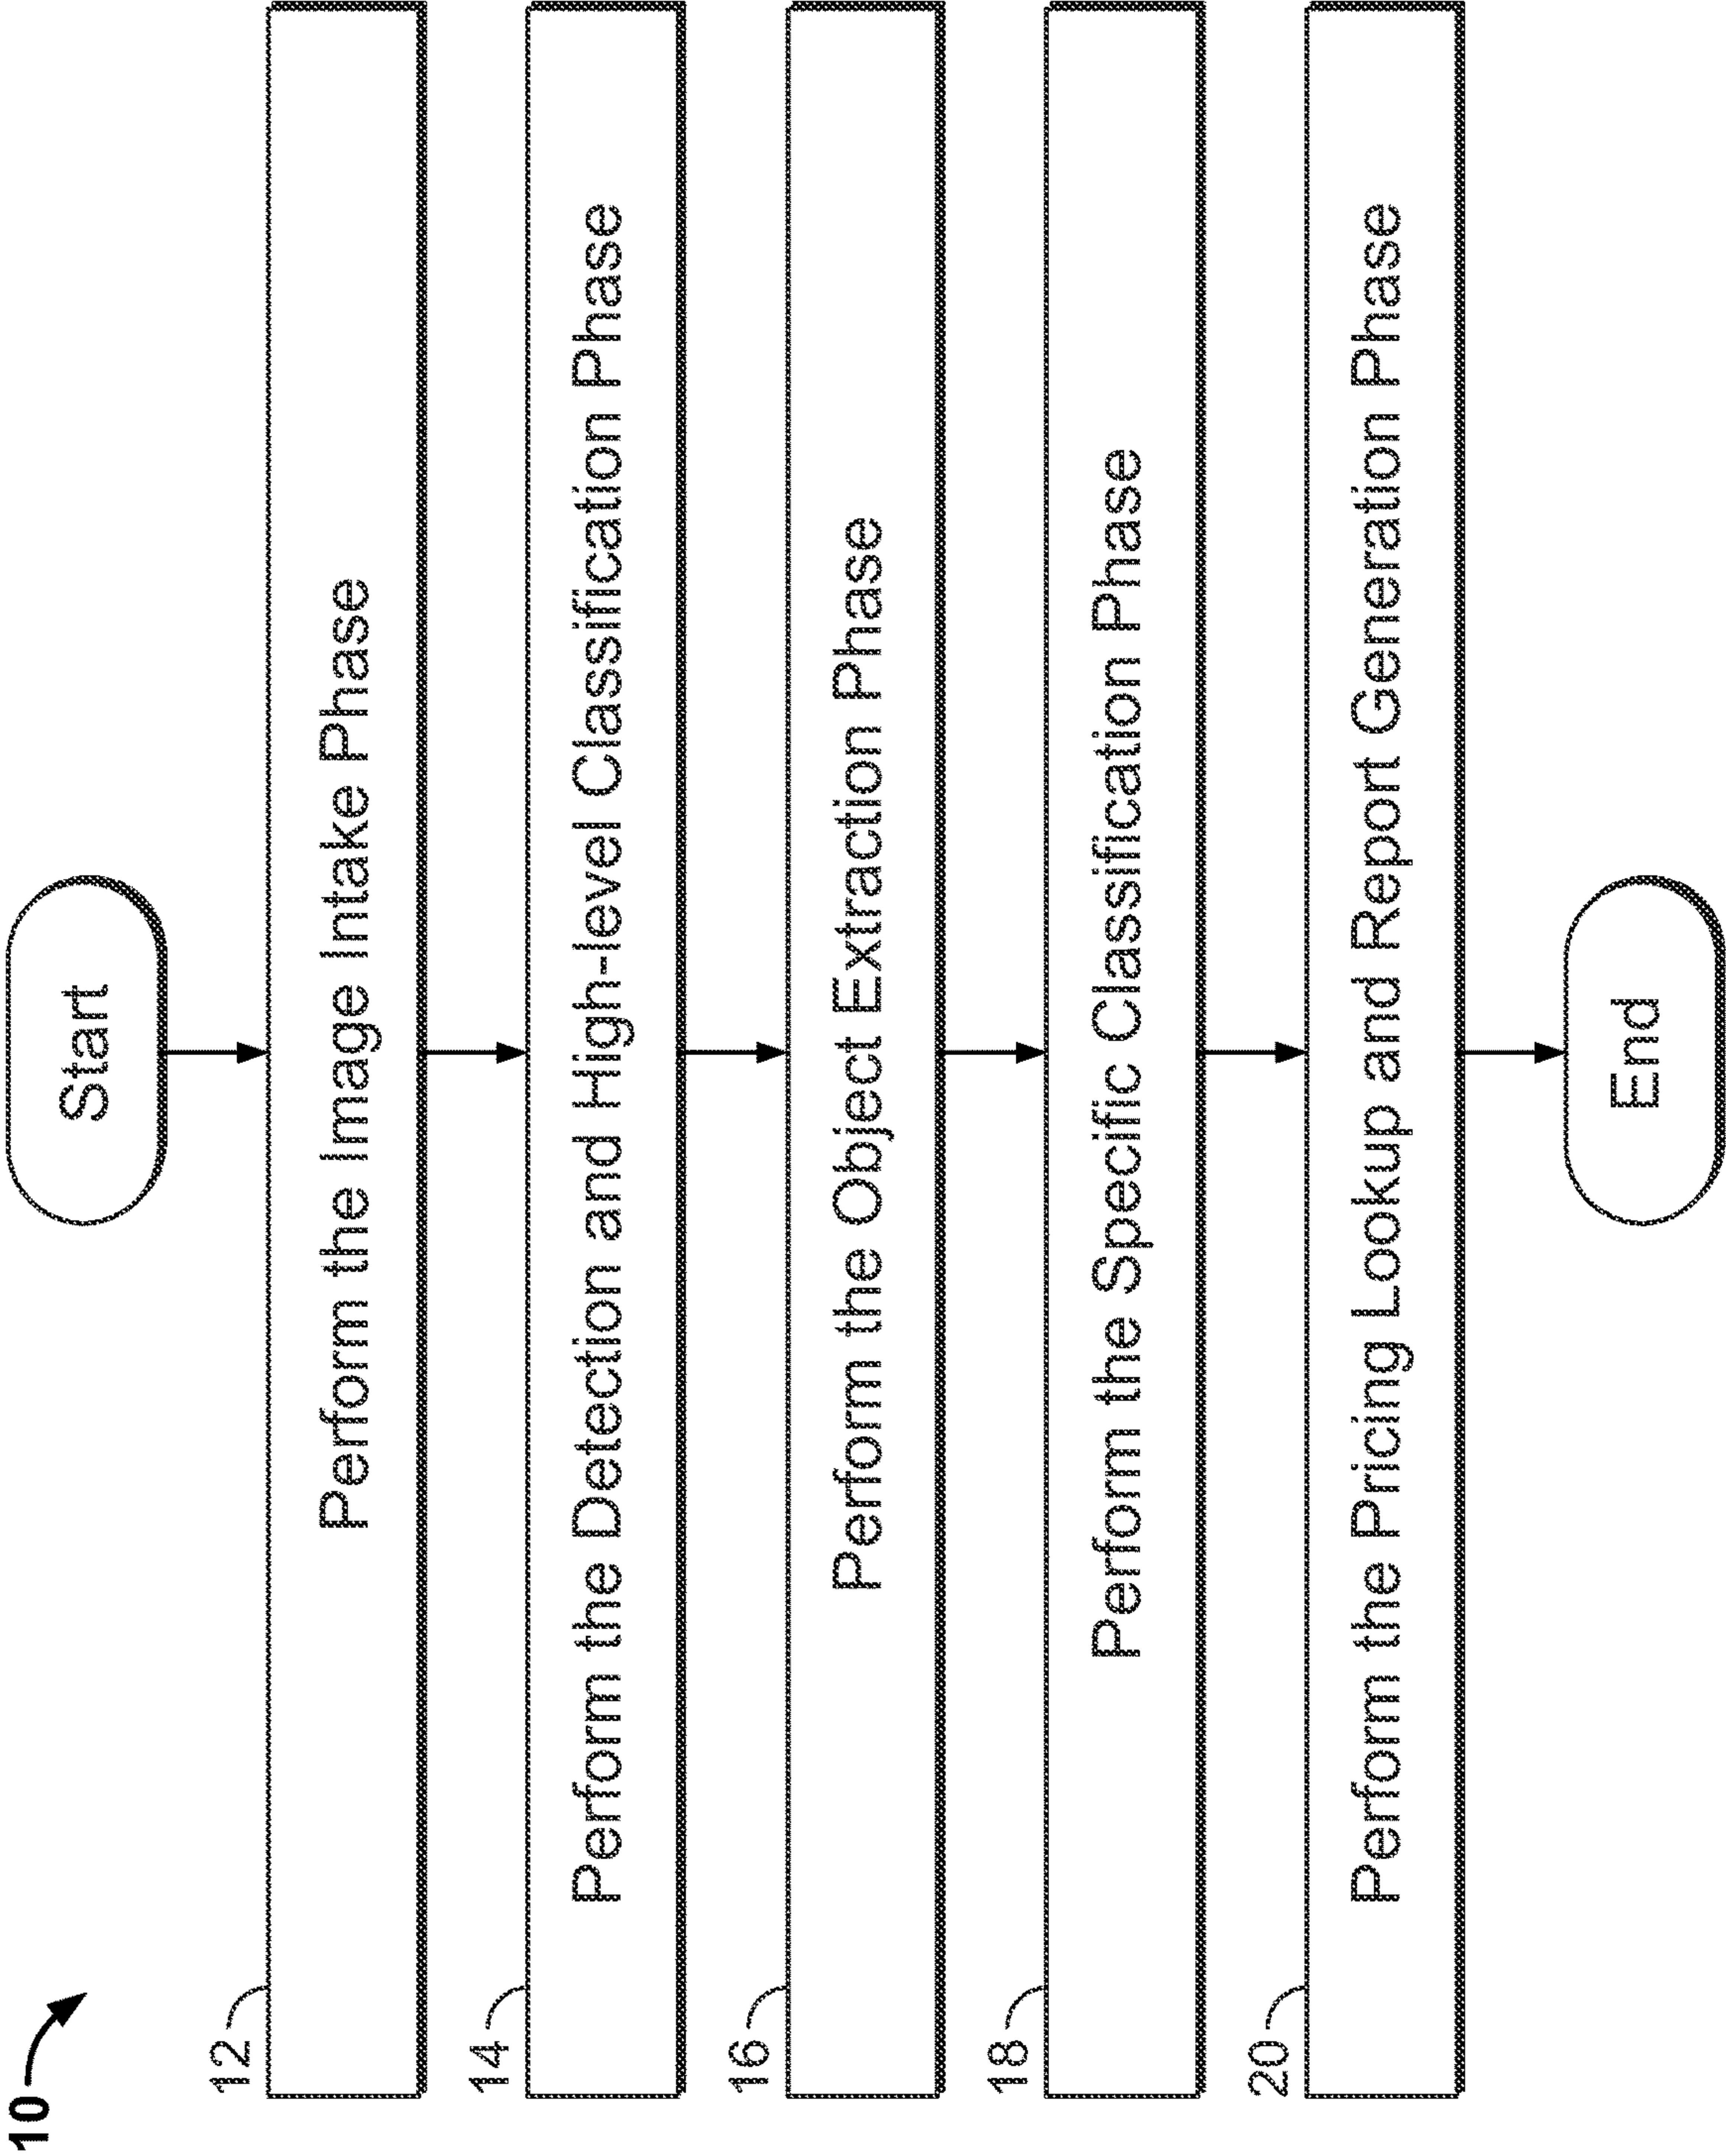 10
Start
12
Perform the Image Intake Phase
14
Perform the Detection and High-level Classification Phase
16
Perform the Object Extraction Phase
18
Perform the Specific Classification Phase
20
Perform the Pricing Lookup and Report Generation Phase
End